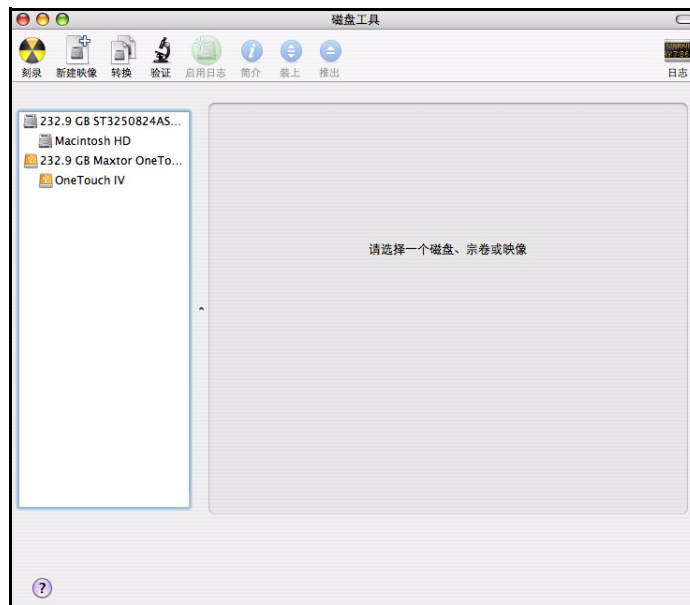 磁盘工具
刻录 新建映像 转换 验证 启用日志 简介 装上 推出 日志
232.9 GB ST3250824AS...
Macintosh HD
232.9 GB Maxtor OneTo...
OneTouch IV
请选择一个磁盘、宗卷或映像
?